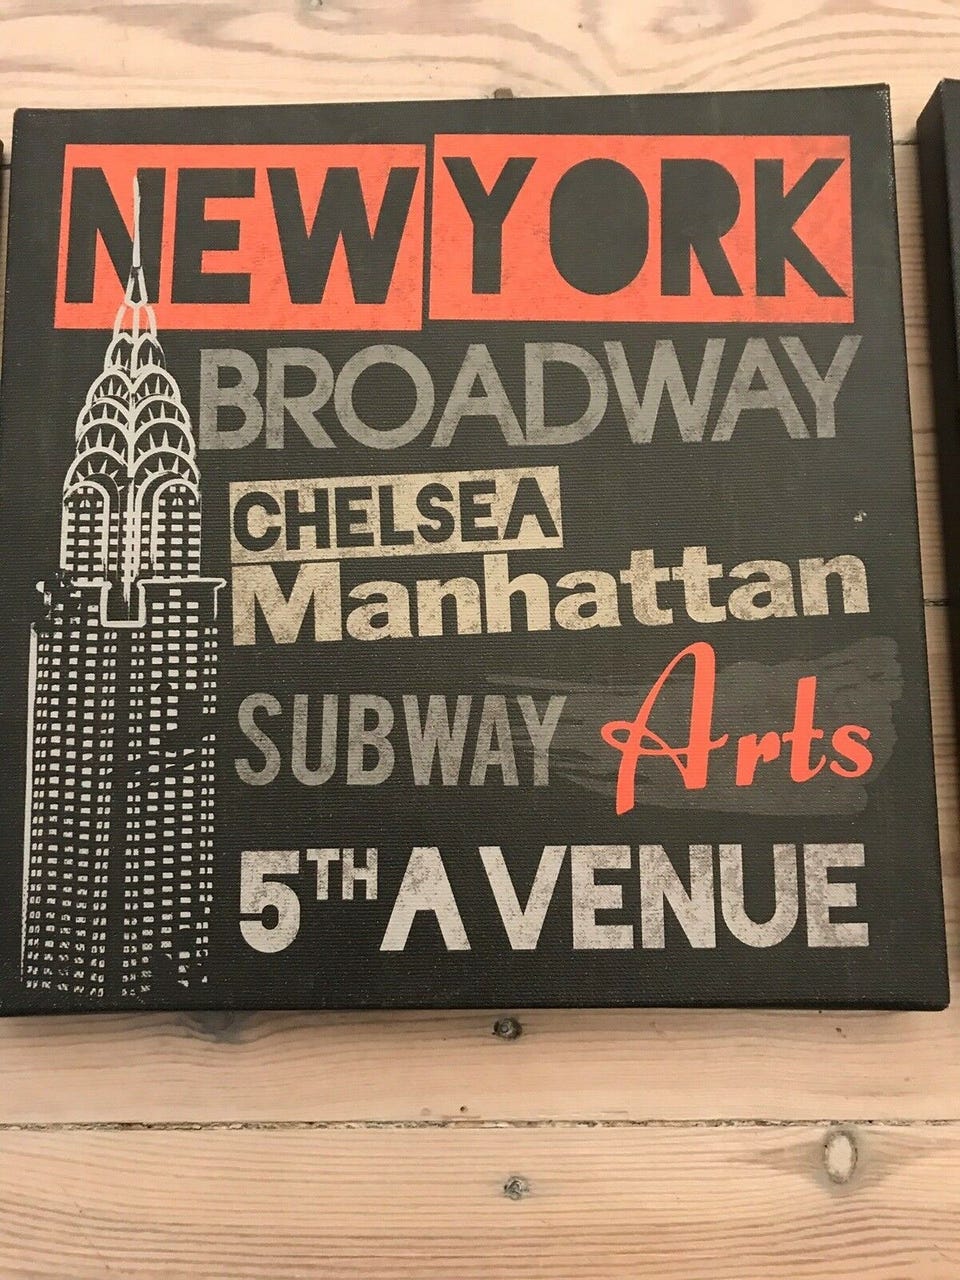 NEW YORK
BROADWAY
CHELSEA
Manhattan
SUBWAY Arts
5TH AVENUE